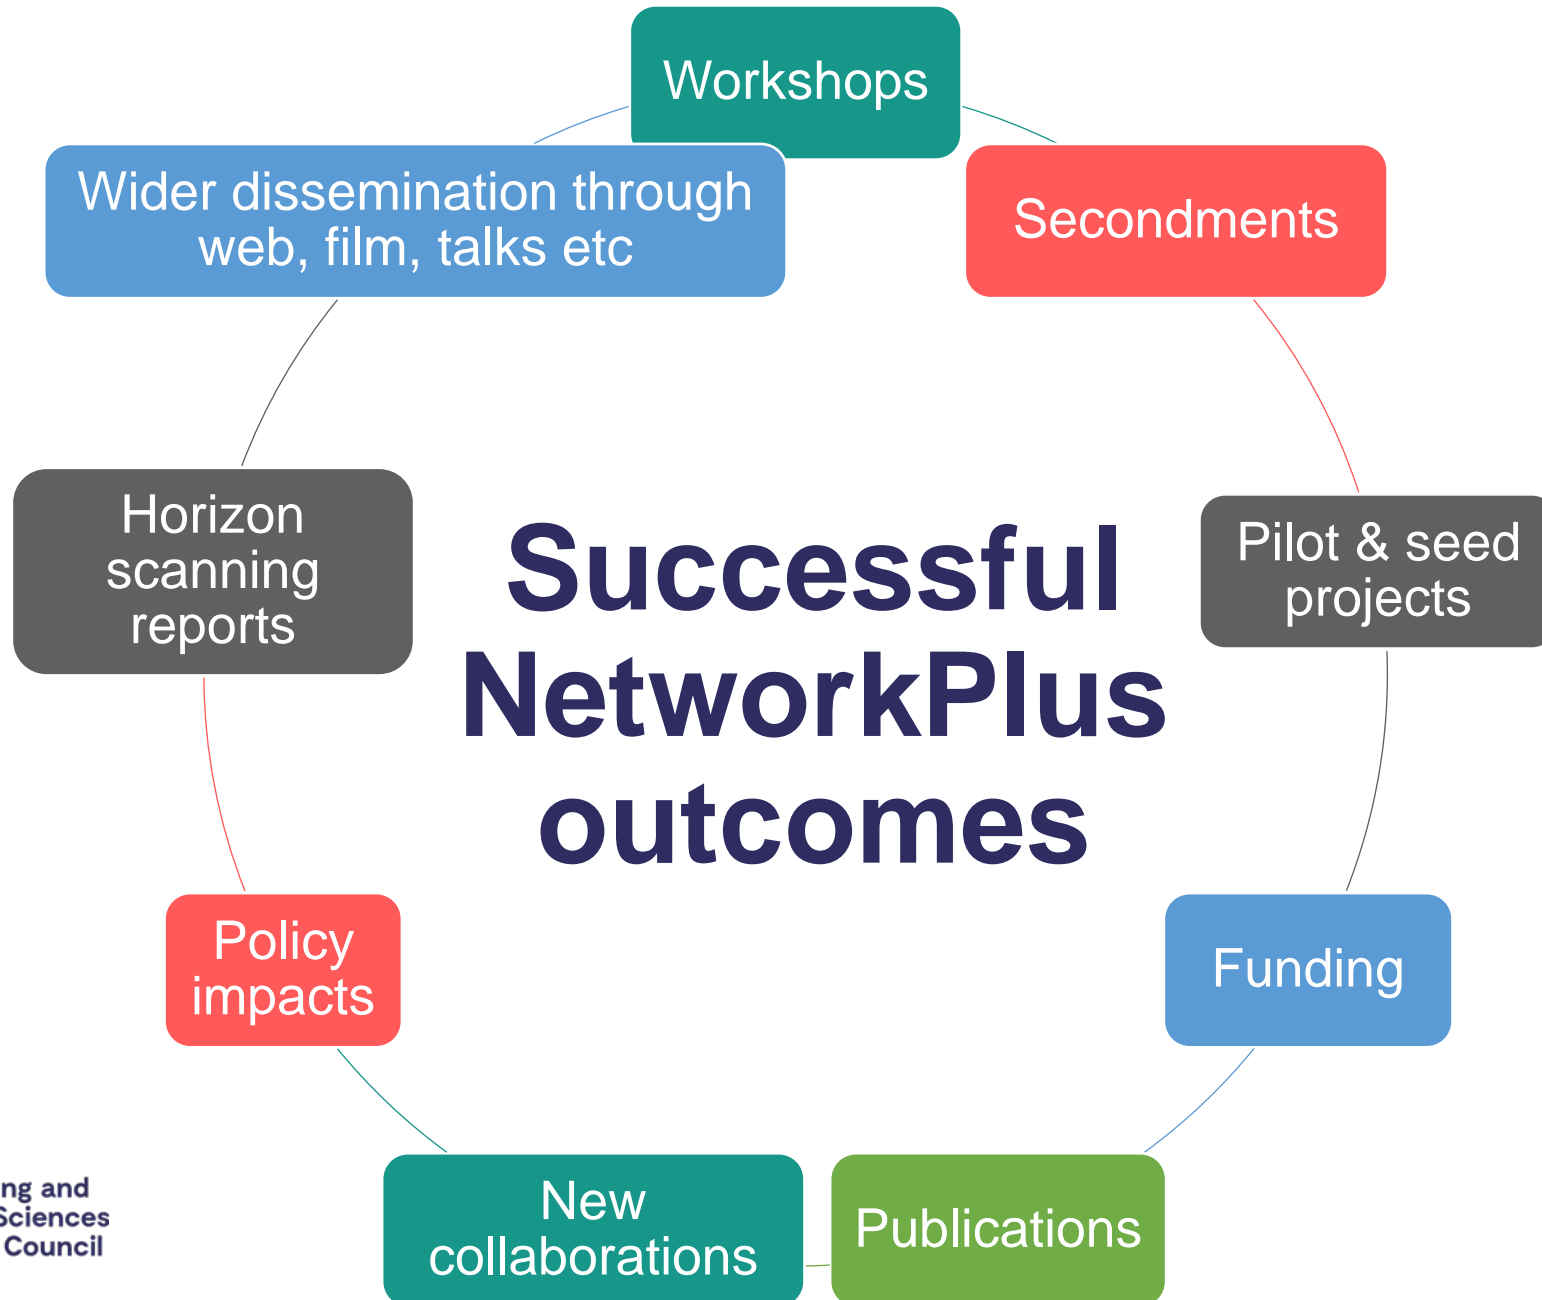 Workshops
Wider dissemination through
web, film, talks etc
Secondments
Horizon
scanning
reports
Successful
NetworkPlus
outcomes
Pilot & seed
projects
Policy
impacts
Funding
New
collaborations
Publications
ng and
Sciences
Council